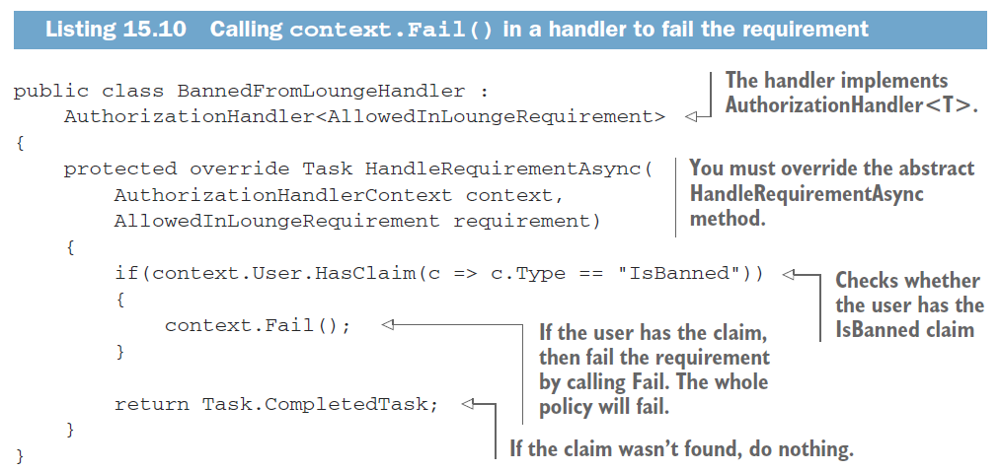 Listing 15.10 Calling context.Fail() in a handler to fail the requirement
public class BannedFromLoungeHandler :
AuthorizationHandler<AllowedInLoungeRequirement>
The handler implements
AuthorizationHandler<T>.
{
protected override Task HandleRequirementAsync(
AuthorizationHandlerContext context,
AllowedInLoungeRequirement requirement)
You must override the abstract
HandleRequirementAsync
method.
{
if(context.User.HasClaim(c => c.Type == "IsBanned"))
Checks whether
the user has the
IsBanned claim
{
context.Fail();
If the user has the claim,
then fail the requirement
by calling Fail. The whole
policy will fail.
}
return Task.CompletedTask;
If the claim wasn't found, do nothing.
}
}